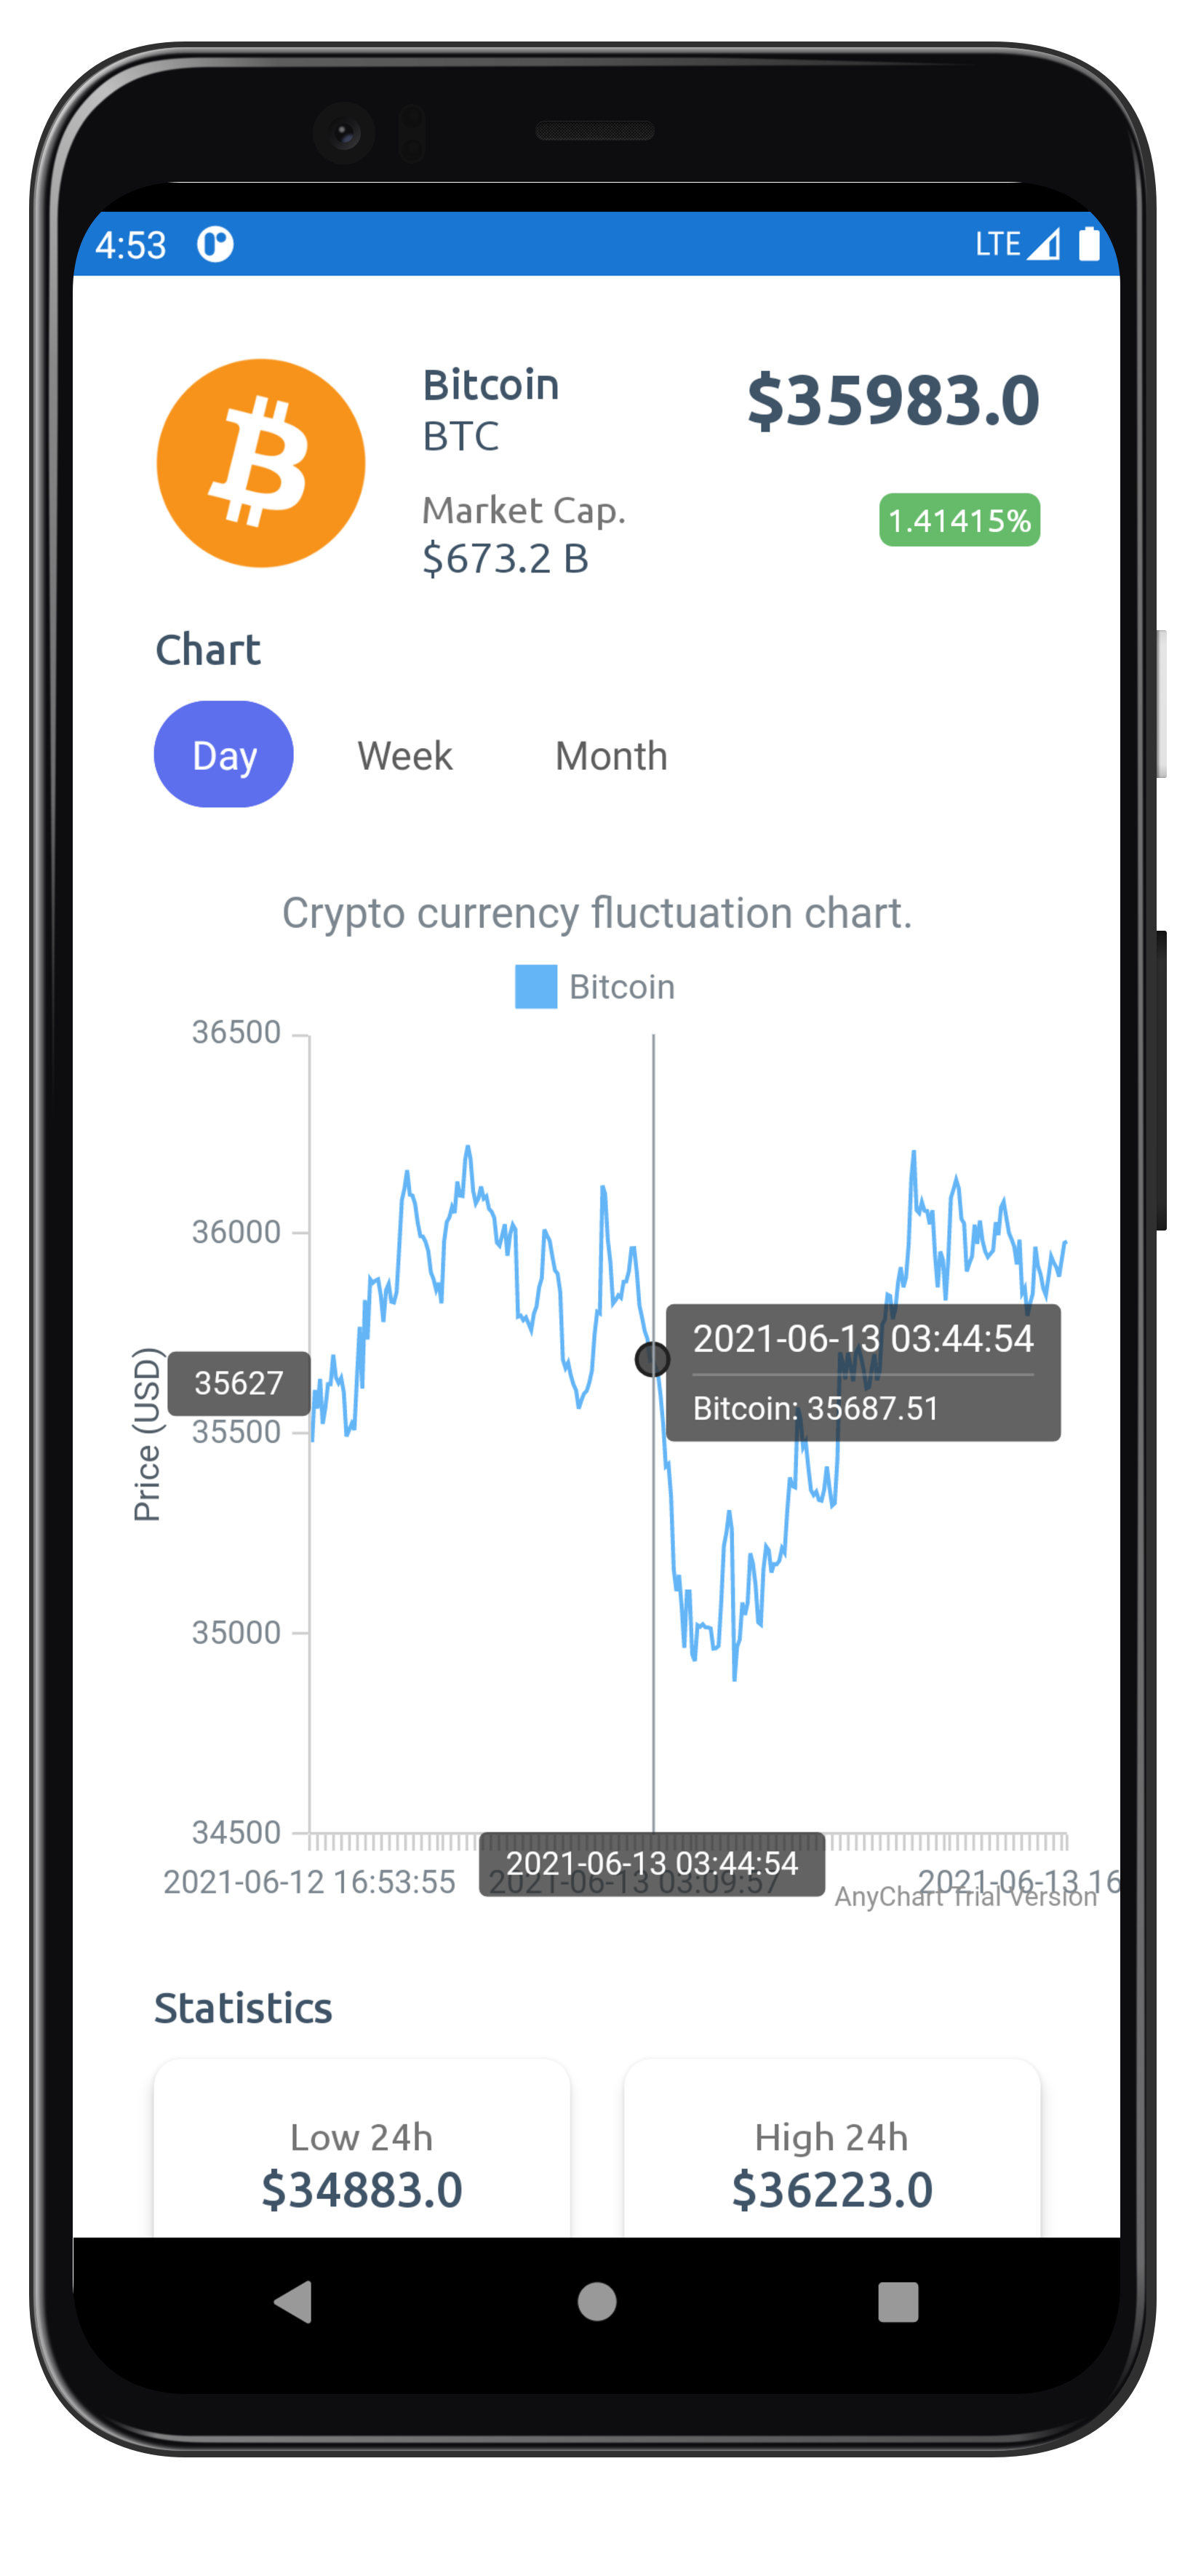 4:53 LTE
Bitcoin
BTC
$35983.0
Market Cap.
$673.2 B
1.41415%
Chart
Day Week Month
Crypto currency fluctuation chart.
Bitcoin
36500
36000
35500
35000
34500
Price (USD)
35627
2021-06-13 03:44:54
Bitcoin: 35687.51
2021-06-13 03:44:54
2021-06-12 16:53:55 2021-06-13 03:09:57 2021-06-13 16
AnyChart Trial Version
Statistics
Low 24h
$34883.0
High 24h
$36223.0